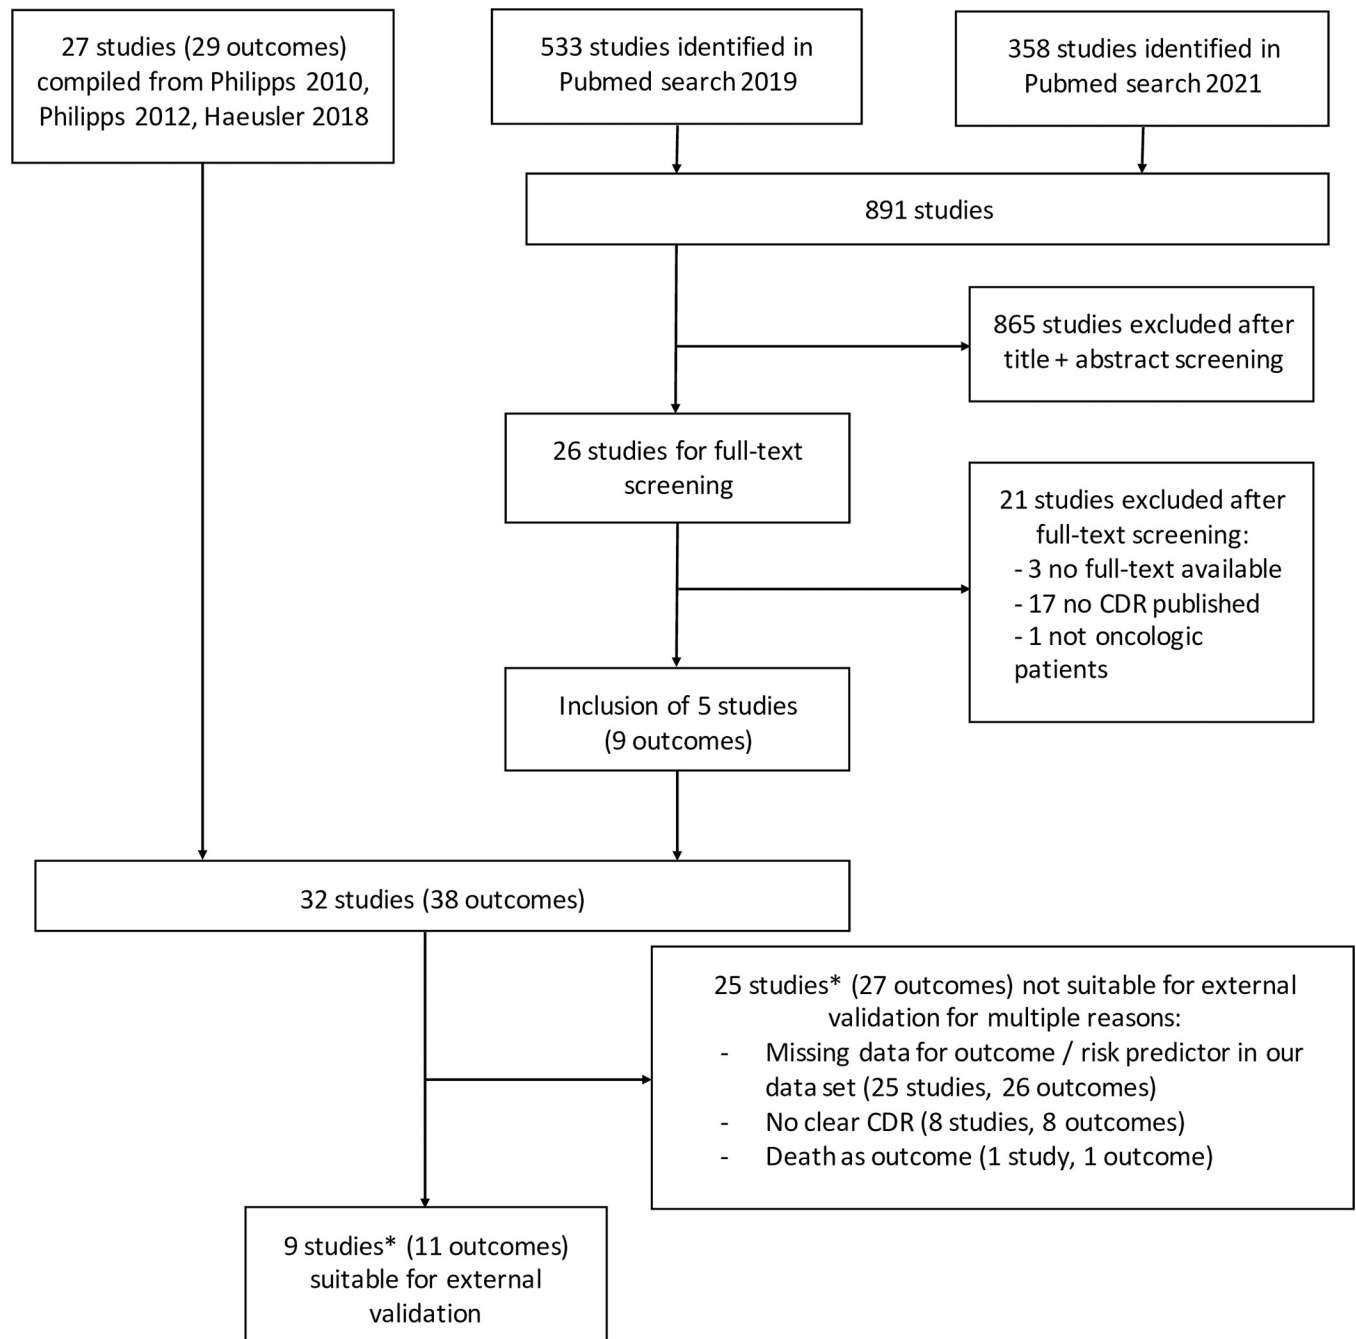 27 studies (29 outcomes)
compiled from Philipps 2010,
Philipps 2012, Haeusler 2018
533 studies identified in
Pubmed search 2019
358 studies identified in
Pubmed search 2021
891 studies
865 studies excluded after
title + abstract screening
26 studies for full-text
screening
21 studies excluded after
full-text screening:
- 3 no full-text available
- 17 no CDR published
- 1 not oncologic
patients
Inclusion of 5 studies
(9 outcomes)
32 studies (38 outcomes)
25 studies* (27 outcomes) not suitable for external
validation for multiple reasons:
- Missing data for outcome / risk predictor in our
data set (25 studies, 26 outcomes)
- No clear CDR (8 studies, 8 outcomes)
- Death as outcome (1 study, 1 outcome)
9 studies* (11 outcomes)
suitable for external
validation